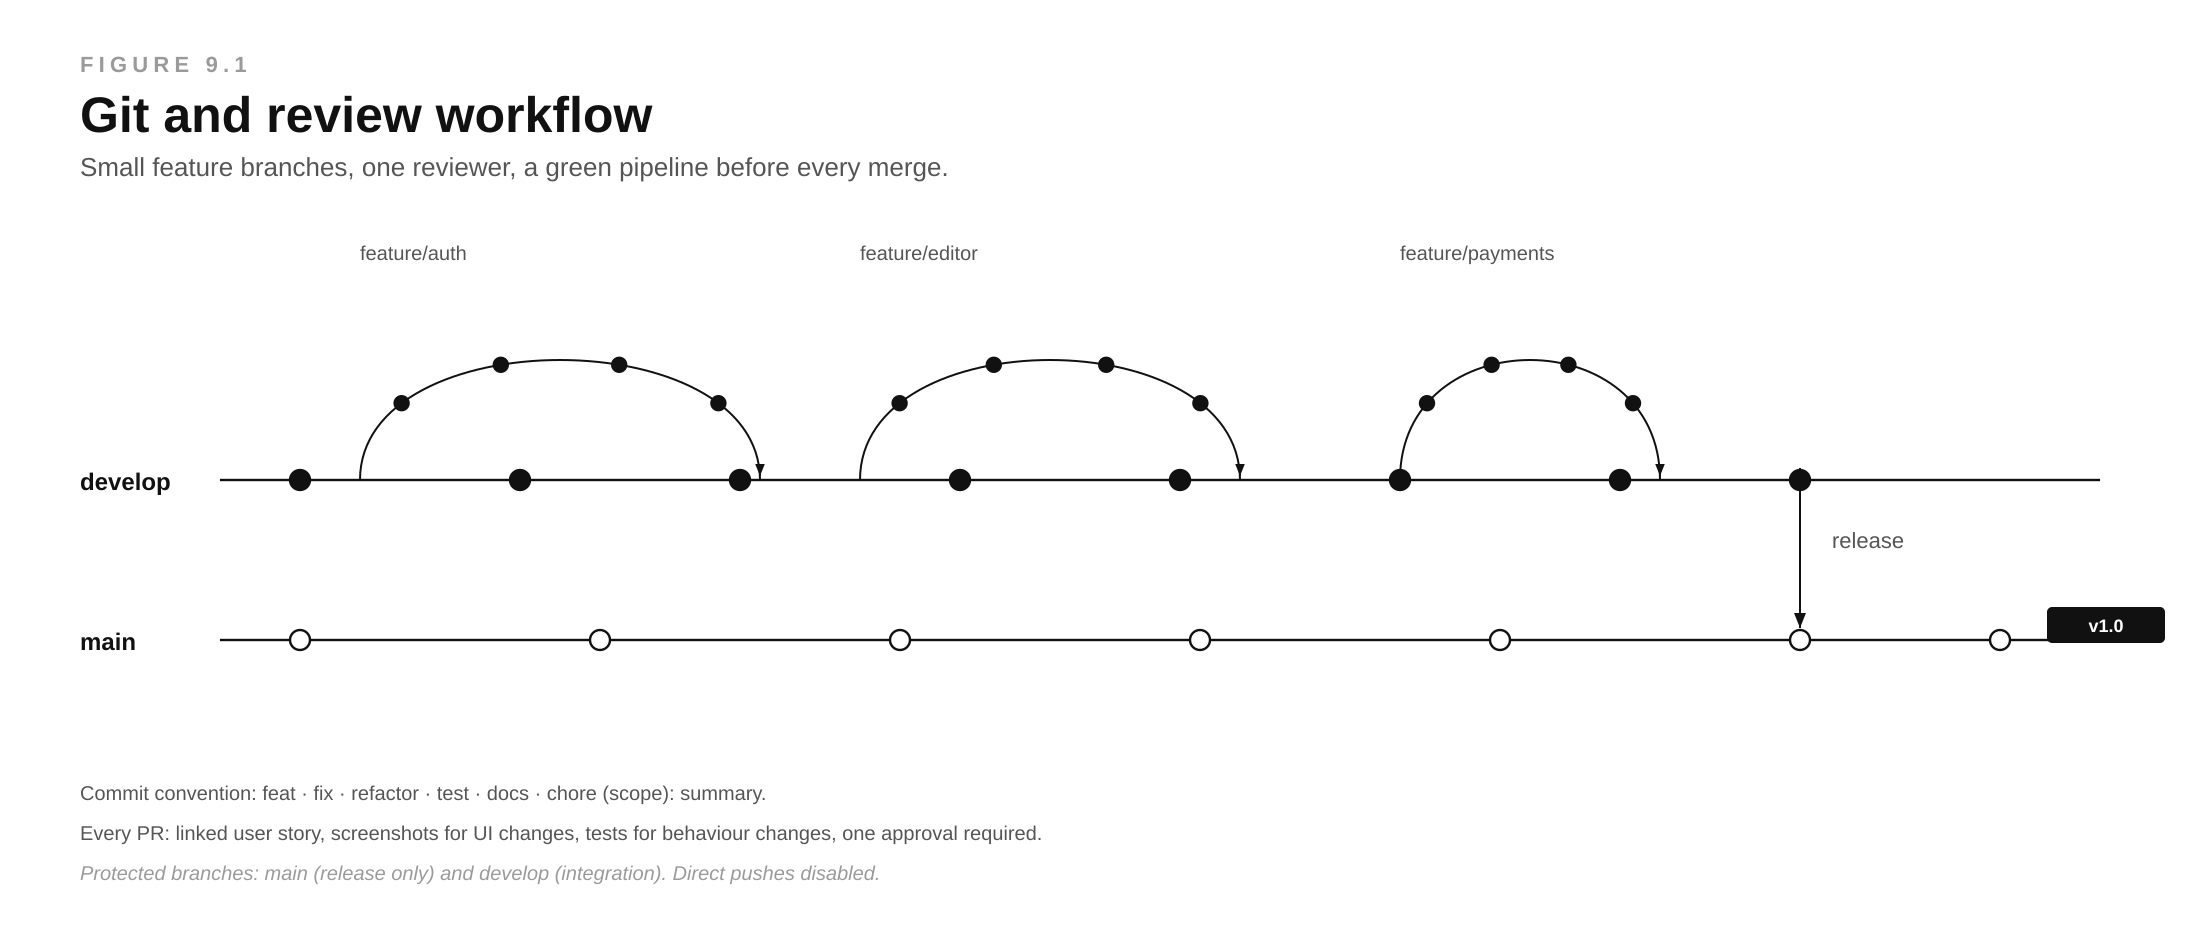 FIGURE 9.1
Git and review workflow
Small feature branches, one reviewer, a green pipeline before every merge.
feature/auth
feature/editor
feature/payments
develop
release
main
v1.0
Commit convention: feat · fix · refactor · test · docs · chore (scope): summary.
Every PR: linked user story, screenshots for UI changes, tests for behaviour changes, one approval required.
Protected branches: main (release only) and develop (integration). Direct pushes disabled.